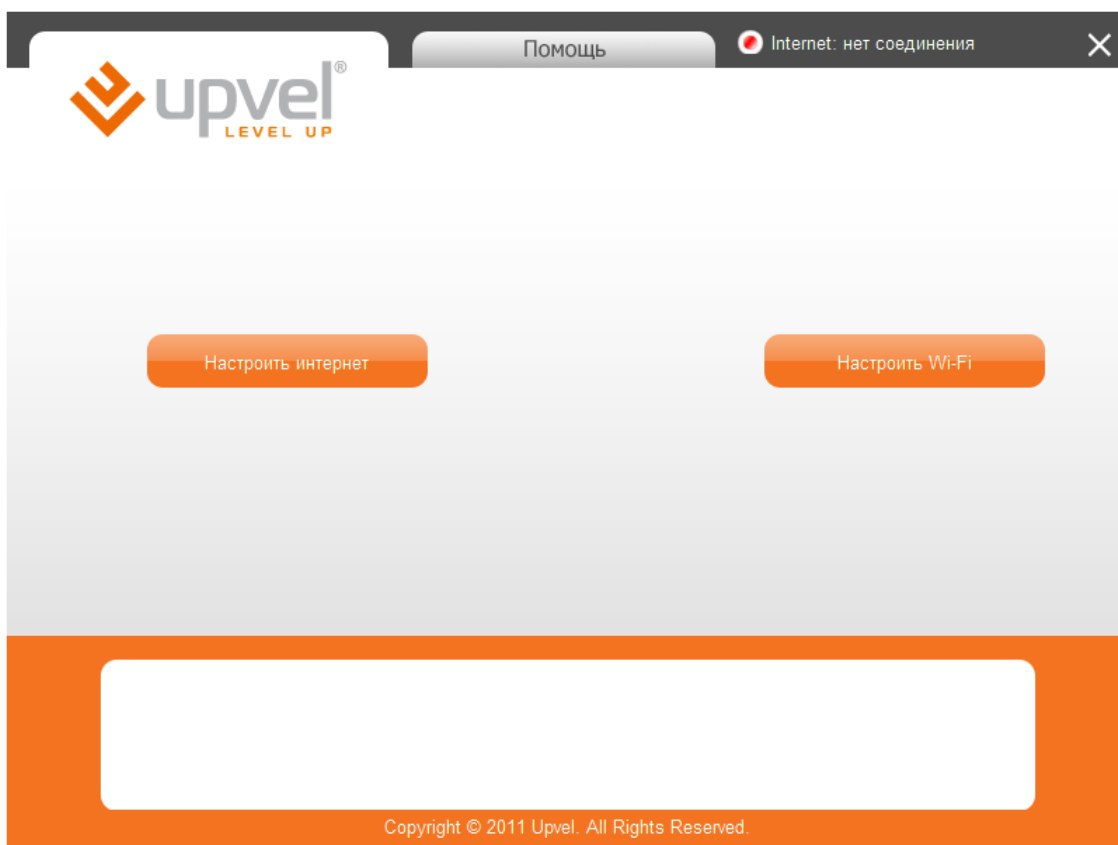 Помощь
Internet: нет соединения
upvel®
LEVEL UP
Настроить интернет
Настроить Wi-Fi
Copyright © 2011 Upvel. All Rights Reserved.